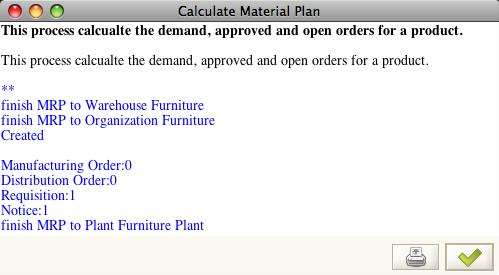 Calculate Material Plan
This process calcualte the demand, approved and open orders for a product.
This process calcualte the demand, approved and open orders for a product.
**
finish MRP to Warehouse Furniture
finish MRP to Organization Furniture
Created
Manufacturing Order:0
Distribution Order:0
Requisition:1
Notice:1
finish MRP to Plant Furniture Plant